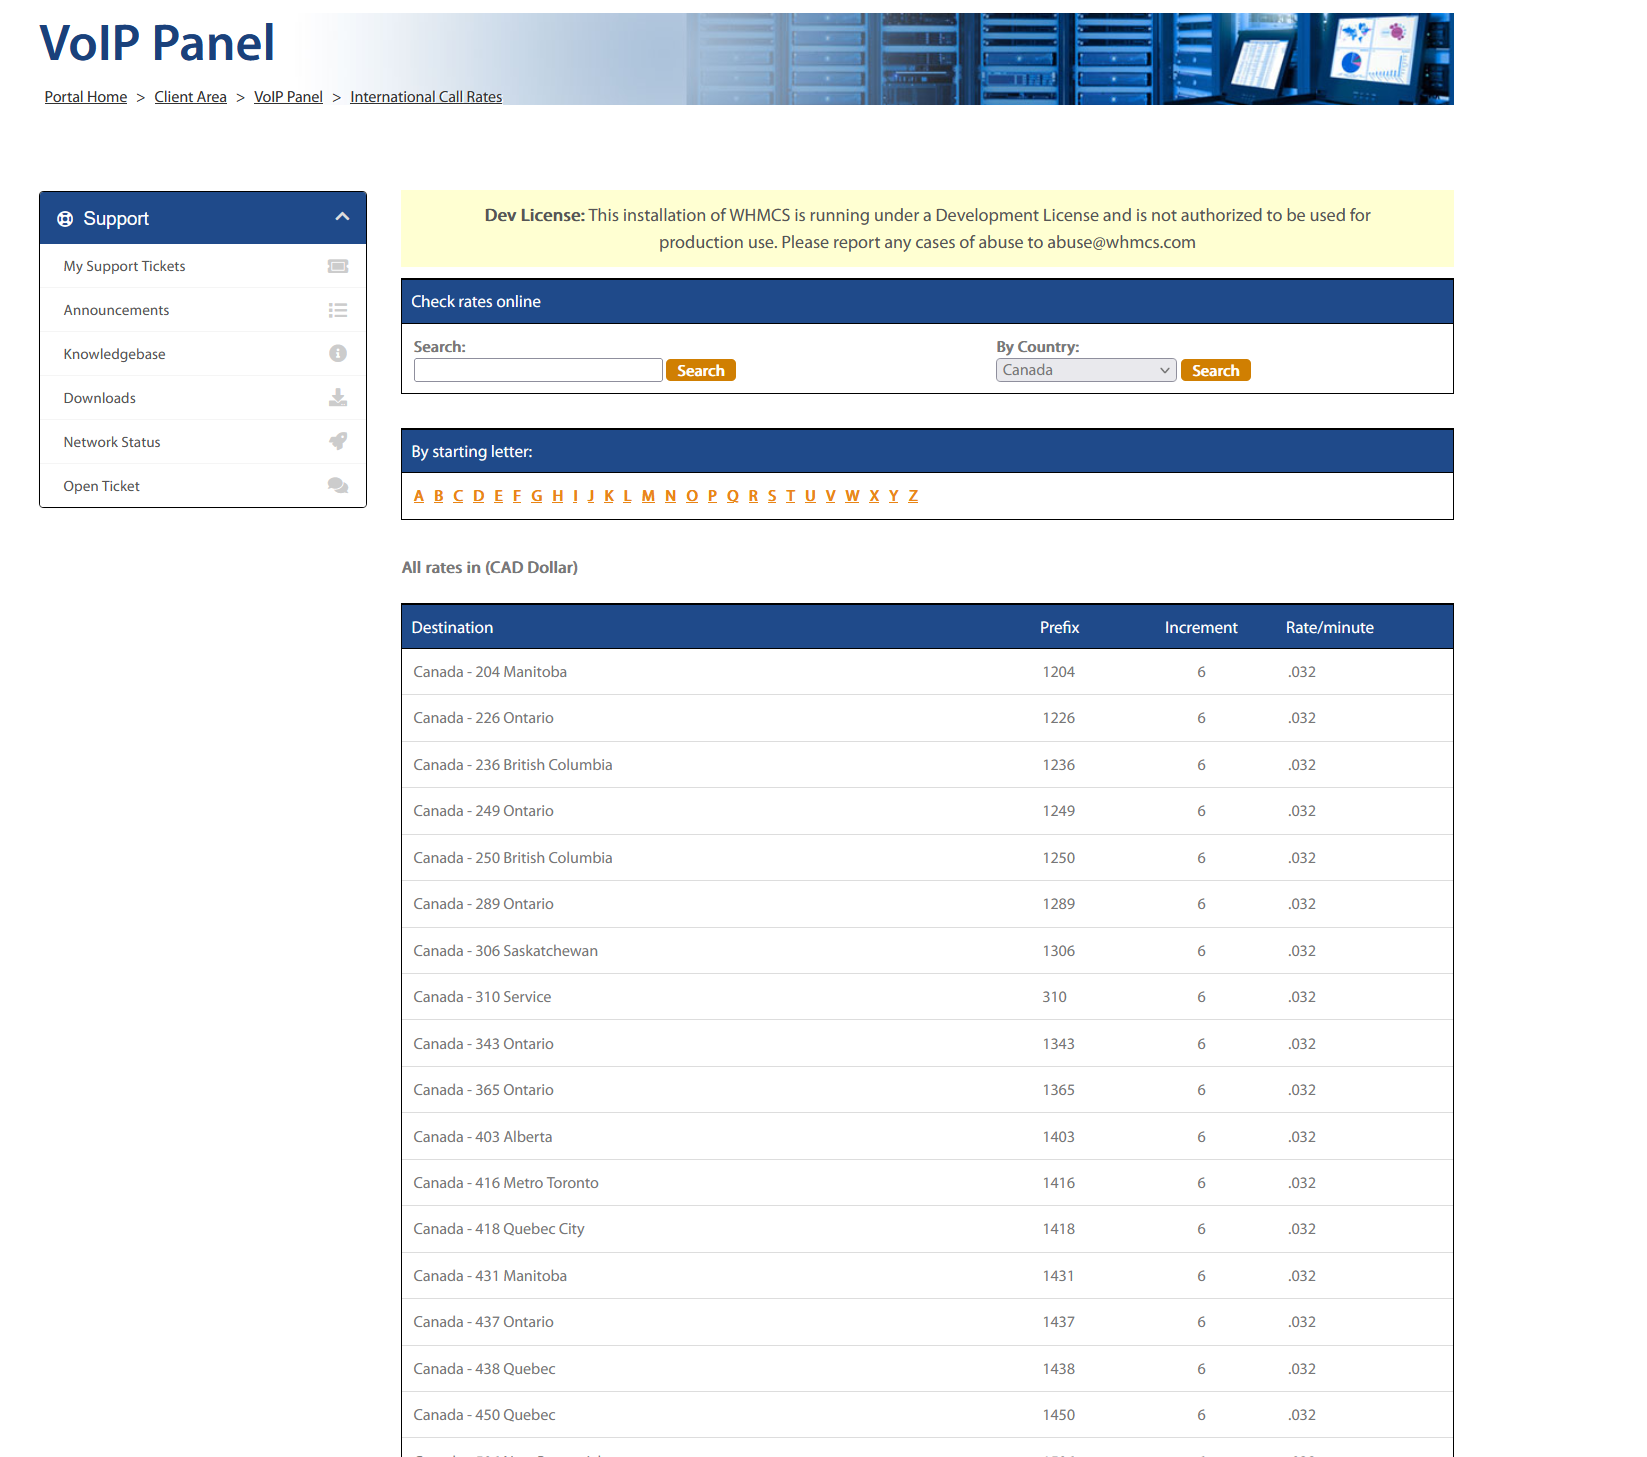 VoIP Panel
Portal Home > Client Area > VoIP Panel > International Call Rates
Support
My Support Tickets
Announcements
Knowledgebase
Downloads
Network Status
Open Ticket
Dev License: This installation of WHMCS is running under a Development License and is not authorized to be used for
production use. Please report any cases of abuse to abuse@whmcs.com
Check rates online
Search: By Country:
Search Canada Search
By starting letter:
A B C D E F G H I J K L M N O P Q R S T U V W X Y Z
All rates in (CAD Dollar)
Destination Prefix Increment Rate/minute
Canada - 204 Manitoba 1204 6 .032
Canada - 226 Ontario 1226 6 .032
Canada - 236 British Columbia 1236 6 .032
Canada - 249 Ontario 1249 6 .032
Canada - 250 British Columbia 1250 6 .032
Canada - 289 Ontario 1289 6 .032
Canada - 306 Saskatchewan 1306 6 .032
Canada - 310 Service 310 6 .032
Canada - 343 Ontario 1343 6 .032
Canada - 365 Ontario 1365 6 .032
Canada - 403 Alberta 1403 6 .032
Canada - 416 Metro Toronto 1416 6 .032
Canada - 418 Quebec City 1418 6 .032
Canada - 431 Manitoba 1431 6 .032
Canada - 437 Ontario 1437 6 .032
Canada - 438 Quebec 1438 6 .032
Canada - 450 Quebec 1450 6 .032